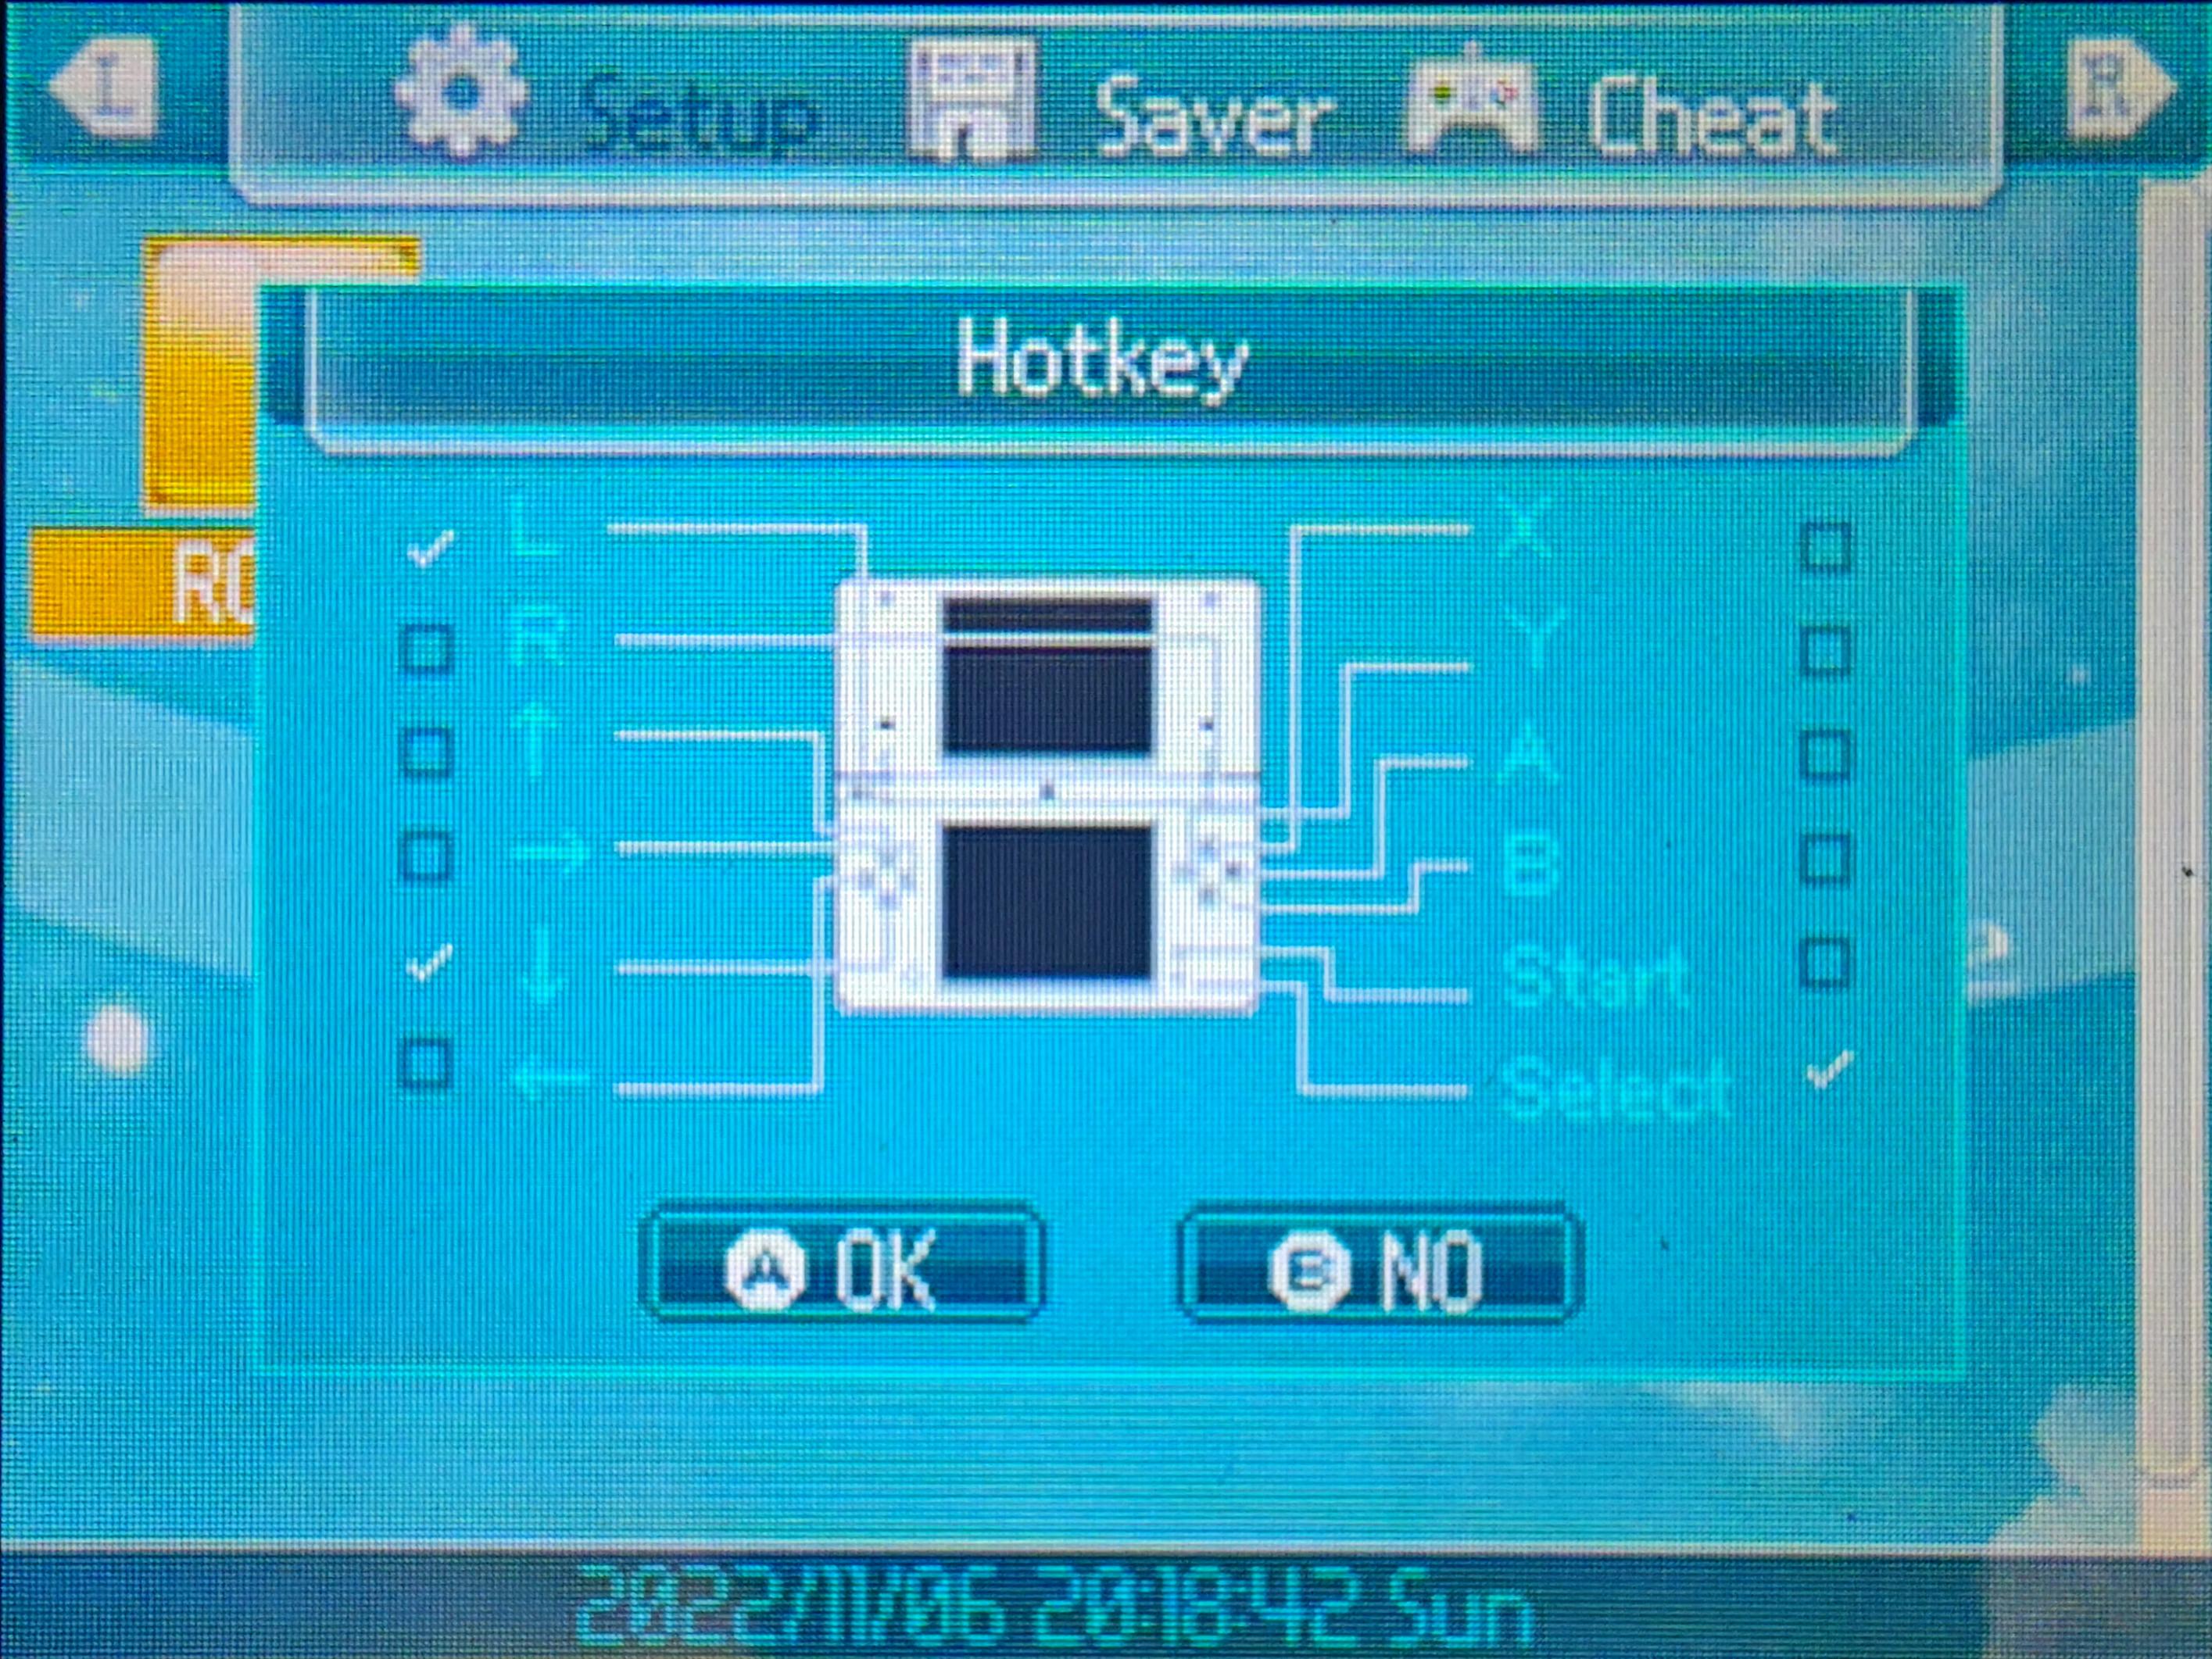 L Setup Saver Cheat R
Hotkey
L X
R Y
↑ A
→ B
↓ Start
← Select
A OK B NO
2022/11/06 20:18:42 Sun